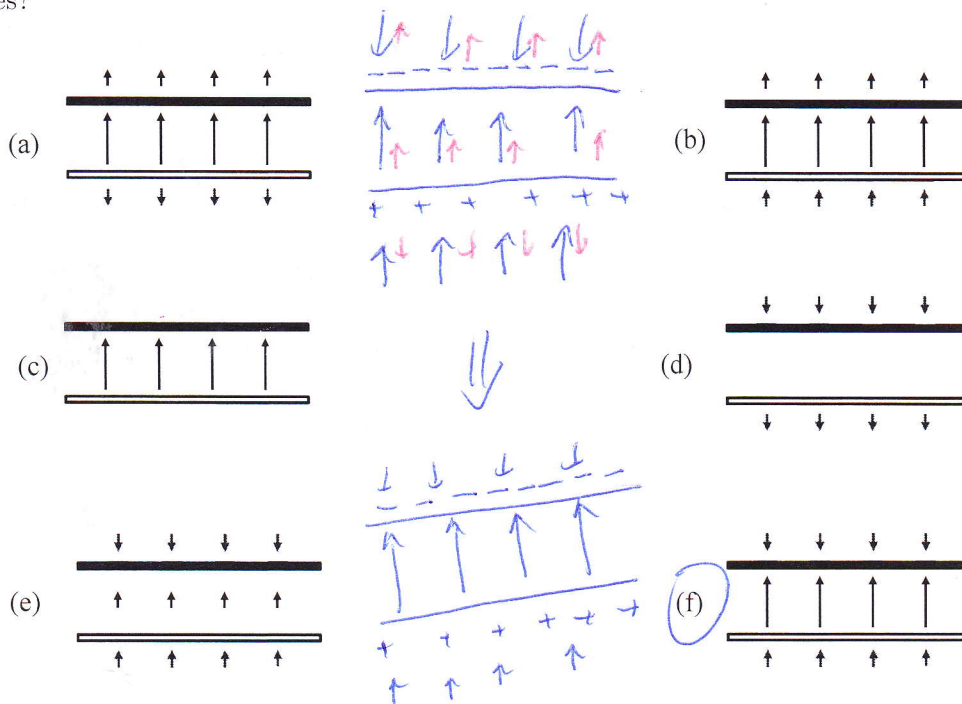 es?
(a)
(b)
— — — — — — — — — —
+ + + + + +
(c)
(d)
(e)
(f)
— — — — — — — — —
+ + + + + +